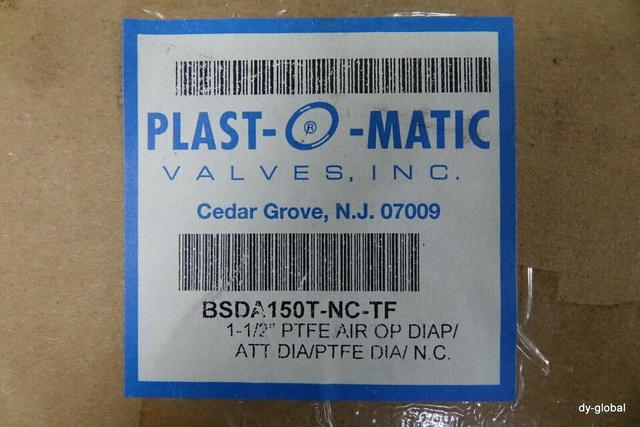 PLAST-O-MATIC
®
VALVES, INC.
Cedar Grove, N.J. 07009
BSDA150T-NC-TF
1-1/2" PTFE AIR OP DIAP/
ATT DIA/PTFE DIA/ N.C.
dy-global